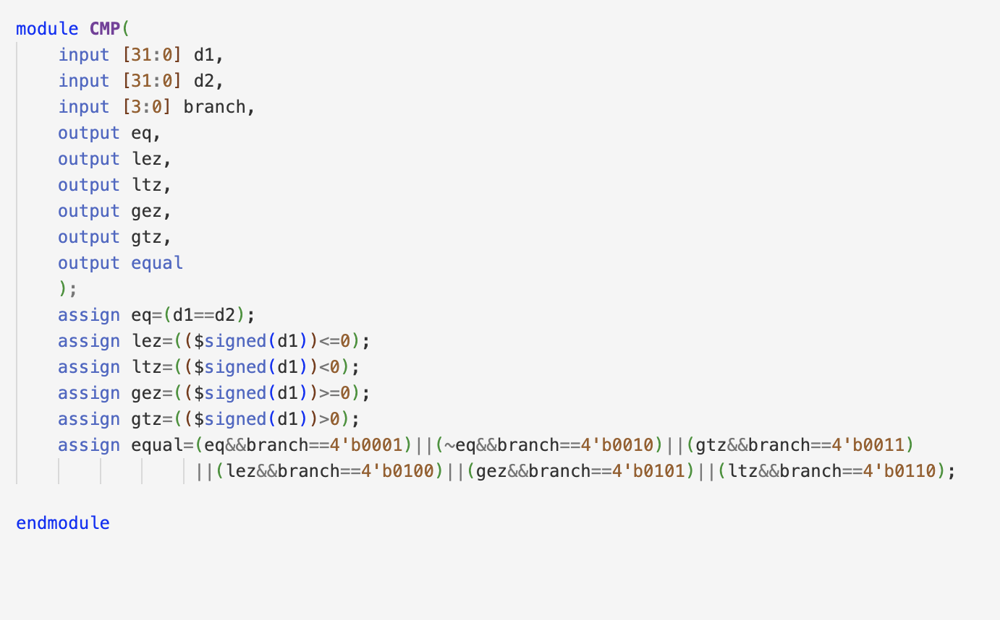 module CMP(
    input [31:0] d1,
    input [31:0] d2,
    input [3:0] branch,
    output eq,
    output lez,
    output ltz,
    output gez,
    output gtz,
    output equal
    );
    assign eq=(d1==d2);
    assign lez=(($signed(d1))<=0);
    assign ltz=(($signed(d1))<0);
    assign gez=(($signed(d1))>=0);
    assign gtz=(($signed(d1))>0);
    assign equal=(eq&&branch==4'b0001)||(~eq&&branch==4'b0010)||(gtz&&branch==4'b0011)
                 ||(lez&&branch==4'b0100)||(gez&&branch==4'b0101)||(ltz&&branch==4'b0110);
endmodule